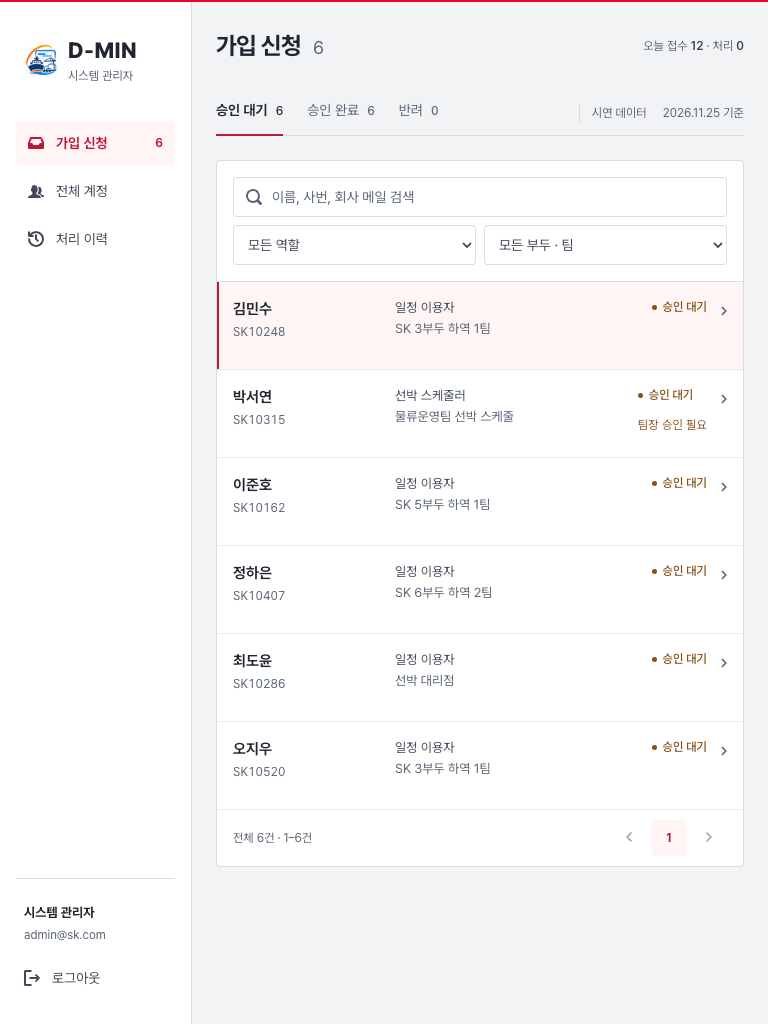 D-MIN
시스템 관리자
가입 신청 6
전체 계정
처리 이력
시스템 관리자
admin@sk.com
로그아웃
가입 신청 6
오늘 접수 12 · 처리 0
승인 대기 6 승인 완료 6 반려 0
시연 데이터 2026.11.25 기준
이름, 사번, 회사 메일 검색
모든 역할 모든 부두 · 팀
김민수 일정 이용자 승인 대기
SK10248 SK 3부두 하역 1팀
박서연 선박 스케줄러 승인 대기
SK10315 물류운영팀 선박 스케줄 팀장 승인 필요
이준호 일정 이용자 승인 대기
SK10162 SK 5부두 하역 1팀
정하은 일정 이용자 승인 대기
SK10407 SK 6부두 하역 2팀
최도윤 일정 이용자 승인 대기
SK10286 선박 대리점
오지우 일정 이용자 승인 대기
SK10520 SK 3부두 하역 1팀
전체 6건 · 1–6건 1